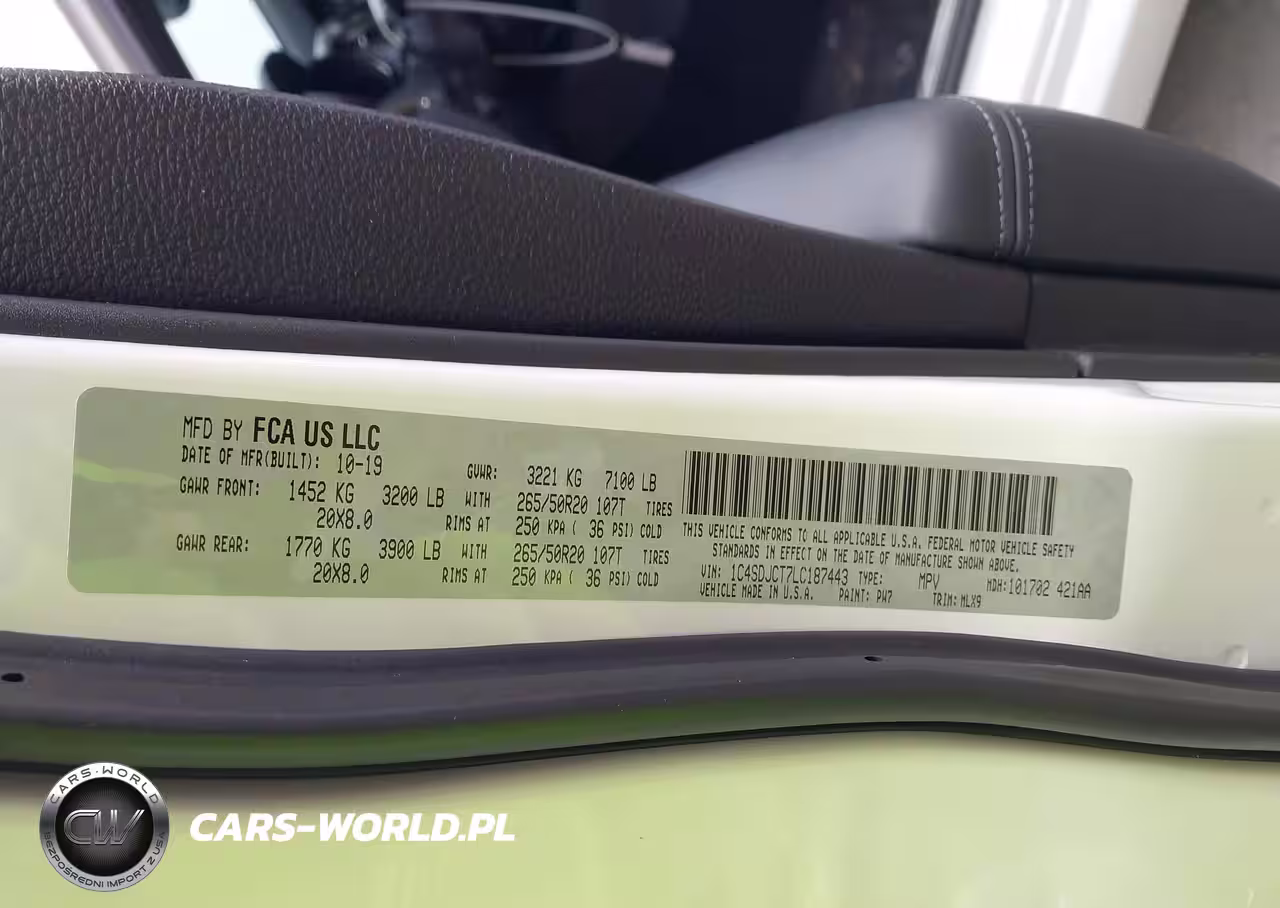 MFD BY FCA US LLC
DATE OF MFR(BUILT): 10-19 GVWR: 3221 KG 7100 LB
GAWR FRONT: 1452 KG 3200 LB WITH 265/50R20 107T TIRES
20X8.0 RIMS AT 250 KPA ( 36 PSI) COLD
GAWR REAR: 1770 KG 3900 LB WITH 265/50R20 107T TIRES
20X8.0 RIMS AT 250 KPA ( 36 PSI) COLD
THIS VEHICLE CONFORMS TO ALL APPLICABLE U.S.A. FEDERAL MOTOR VEHICLE SAFETY
STANDARDS IN EFFECT ON THE DATE OF MANUFACTURE SHOWN ABOVE.
VIN: 1C4SDJCT7LC187443 TYPE: MPV MDH:101702 421AA
VEHICLE MADE IN U.S.A. PAINT: PW7 TRIM: MLX9
CARS-WORLD
CW
BEZPOŚREDNI IMPORT Z USA
CARS-WORLD.PL